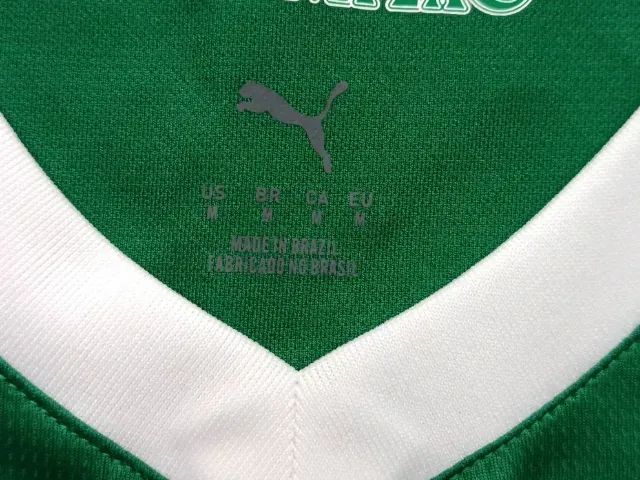 US BR CA EU
M M M M
MADE IN BRAZIL
FABRICADO NO BRASIL